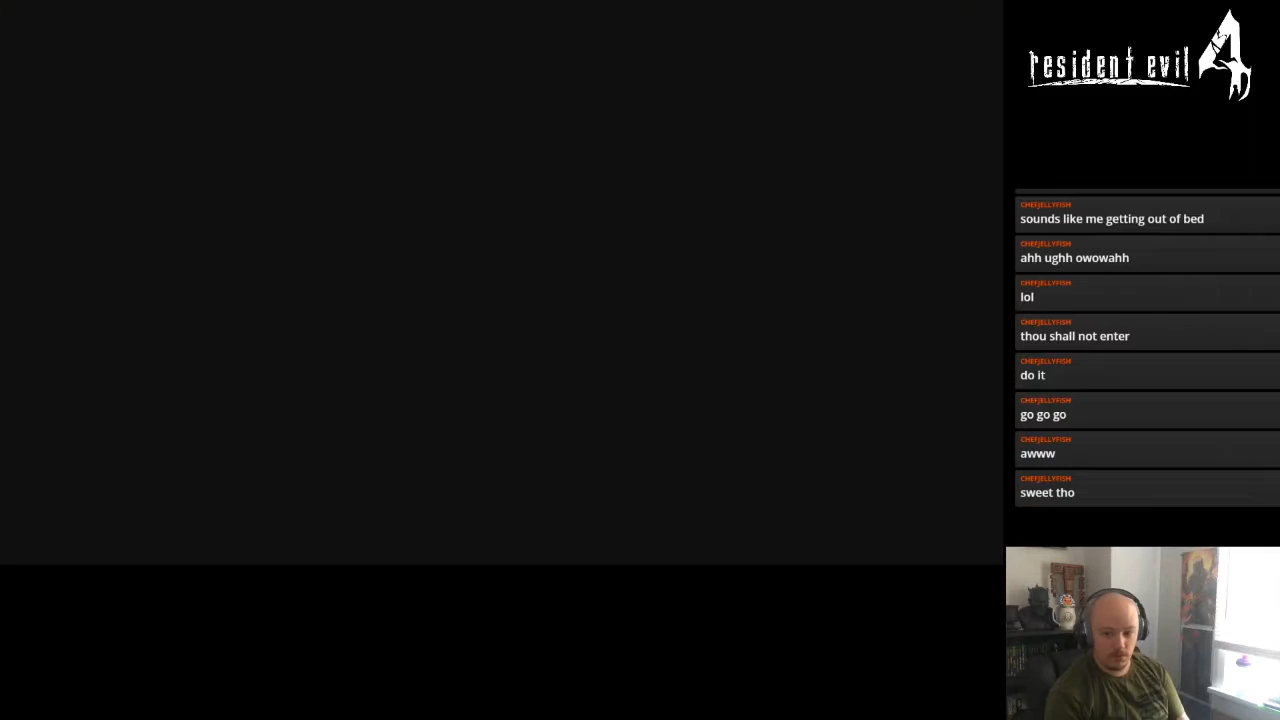 resident evil 4
CHEFJELLYFISH
sounds like me getting out of bed
CHEFJELLYFISH
ahh ughh owowahh
CHEFJELLYFISH
lol
CHEFJELLYFISH
thou shall not enter
CHEFJELLYFISH
do it
CHEFJELLYFISH
go go go
CHEFJELLYFISH
awww
CHEFJELLYFISH
sweet tho